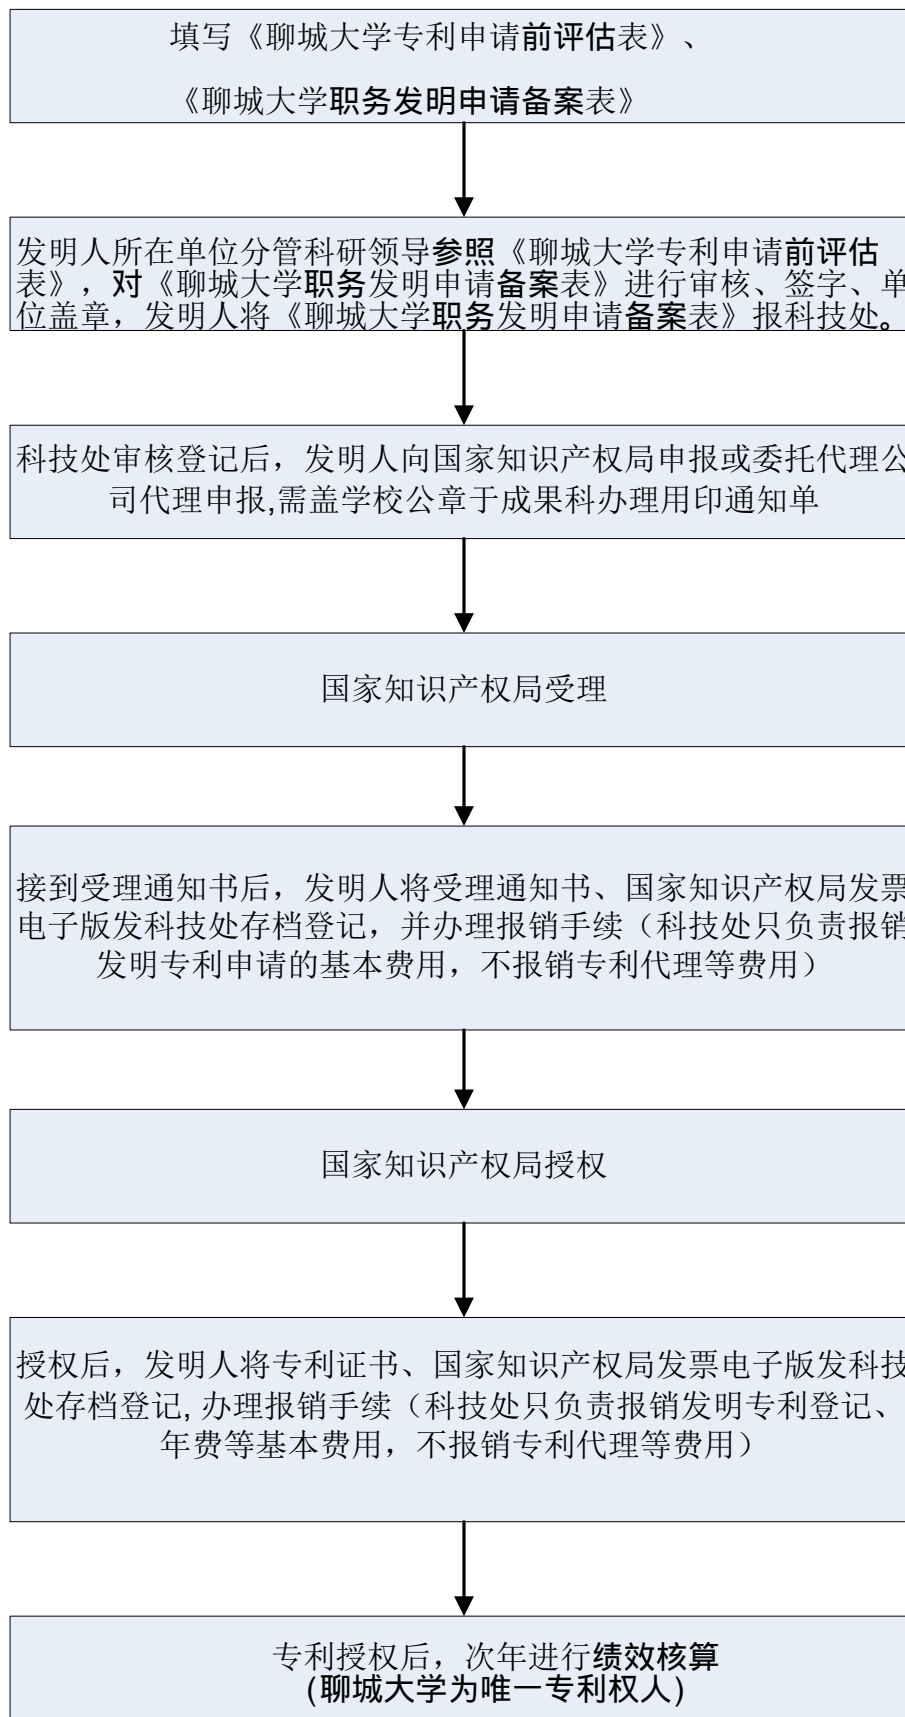 填写《聊城大学专利申请前评估表》、
《聊城大学职务发明申请备案表》
发明人所在单位分管科研领导参照《聊城大学专利申请前评估
表》，对《聊城大学职务发明申请备案表》进行审核、签字、单
位盖章，发明人将《聊城大学职务发明申请备案表》报科技处。
科技处审核登记后，发明人向国家知识产权局申报或委托代理公
司代理申报,需盖学校公章于成果科办理用印通知单
国家知识产权局受理
接到受理通知书后，发明人将受理通知书、国家知识产权局发票
电子版发科技处存档登记，并办理报销手续（科技处只负责报销
发明专利申请的基本费用，不报销专利代理等费用）
国家知识产权局授权
授权后，发明人将专利证书、国家知识产权局发票电子版发科技
处存档登记,办理报销手续（科技处只负责报销发明专利登记、
年费等基本费用，不报销专利代理等费用）
专利授权后，次年进行绩效核算
(聊城大学为唯一专利权人)